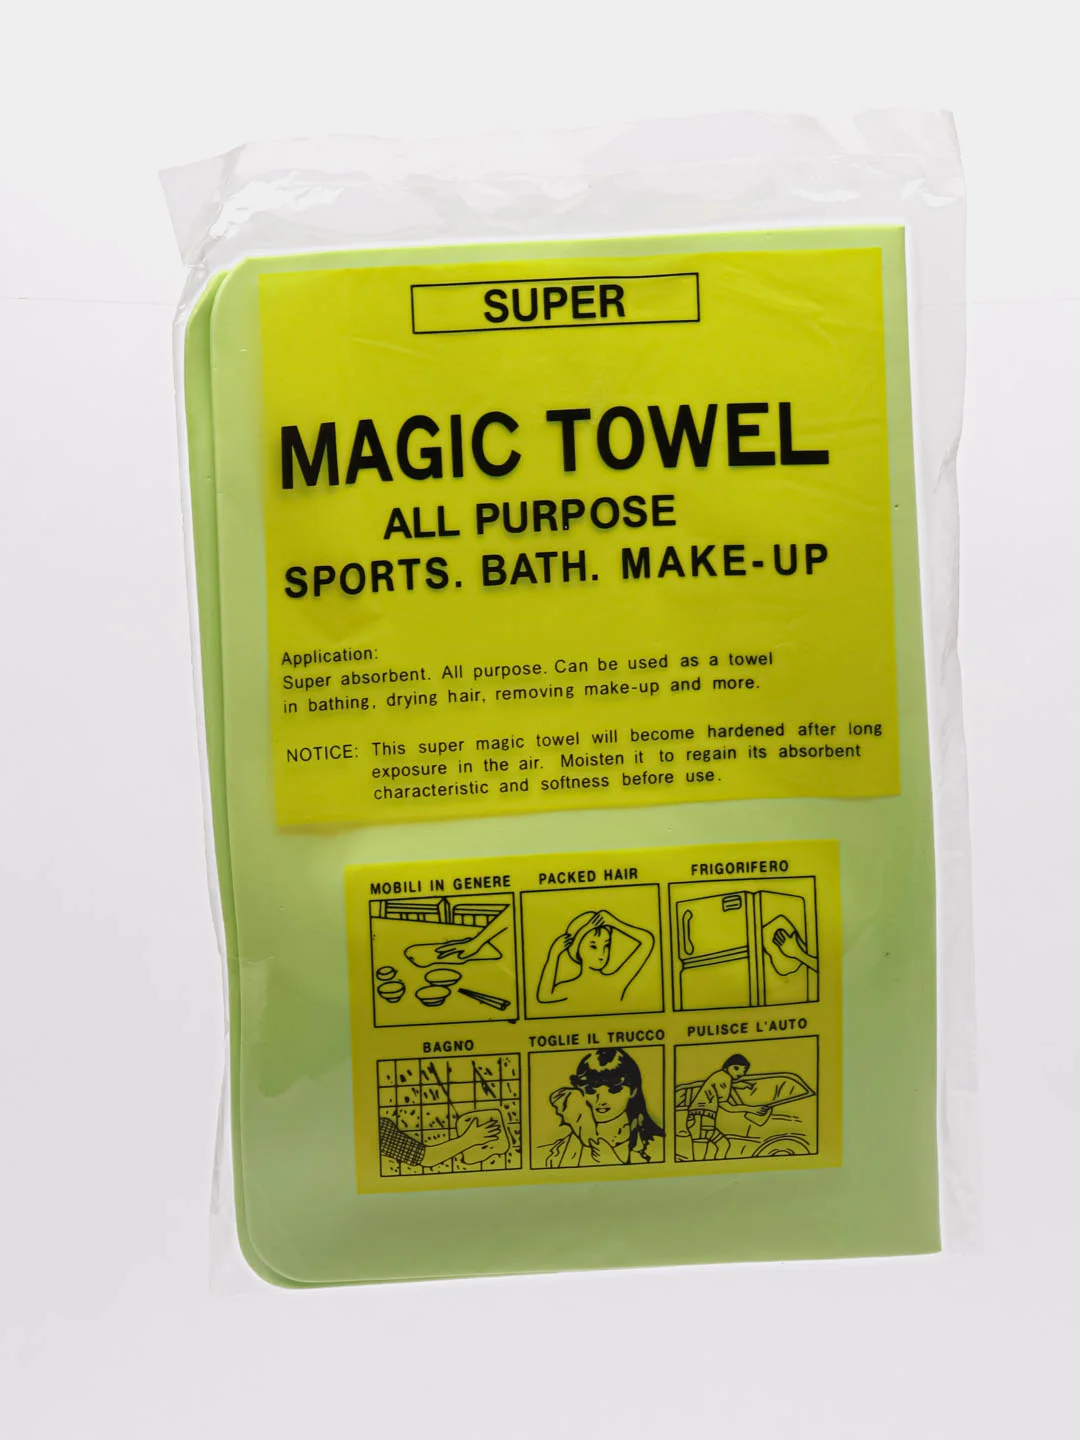 SUPER
MAGIC TOWEL
ALL PURPOSE
SPORTS. BATH. MAKE-UP
Application:
Super absorbent. All purpose. Can be used as a towel
in bathing, drying hair, removing make-up and more.
NOTICE: This super magic towel will become hardened after long
exposure in the air. Moisten it to regain its absorbent
characteristic and softness before use.
MOBILI IN GENERE PACKED HAIR FRIGORIFERO
BAGNO TOGLIE IL TRUCCO PULISCE L'AUTO